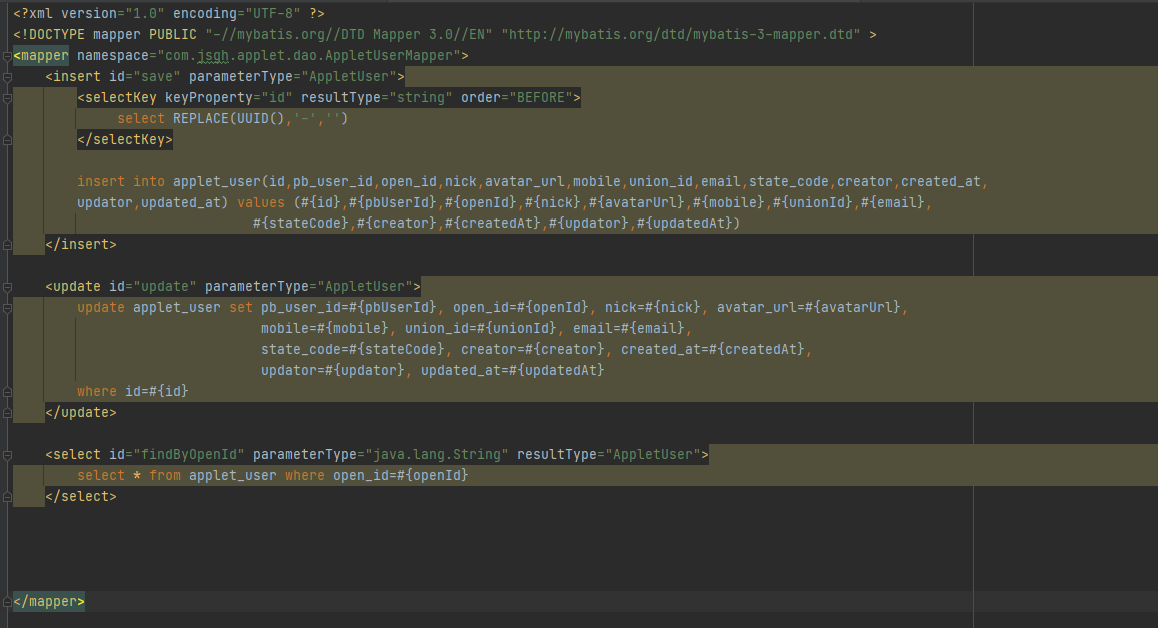 <?xml version="1.0" encoding="UTF-8" ?>
<!DOCTYPE mapper PUBLIC "-//mybatis.org//DTD Mapper 3.0//EN" "http://mybatis.org/dtd/mybatis-3-mapper.dtd" >
<mapper namespace="com.jsgh.applet.dao.AppletUserMapper">
<insert id="save" parameterType="AppletUser">
<selectKey keyProperty="id" resultType="string" order="BEFORE">
select REPLACE(UUID(),'-','')
</selectKey>
insert into applet_user(id,pb_user_id,open_id,nick,avatar_url,mobile,union_id,email,state_code,creator,created_at,
updator,updated_at) values (#{id},#{pbUserId},#{openId},#{nick},#{avatarUrl},#{mobile},#{unionId},#{email},
#{stateCode},#{creator},#{createdAt},#{updator},#{updatedAt})
</insert>
<update id="update" parameterType="AppletUser">
update applet_user set pb_user_id=#{pbUserId}, open_id=#{openId}, nick=#{nick}, avatar_url=#{avatarUrl},
mobile=#{mobile}, union_id=#{unionId}, email=#{email},
state_code=#{stateCode}, creator=#{creator}, created_at=#{createdAt},
updator=#{updator}, updated_at=#{updatedAt}
where id=#{id}
</update>
<select id="findByOpenId" parameterType="java.lang.String" resultType="AppletUser">
select * from applet_user where open_id=#{openId}
</select>
</mapper>